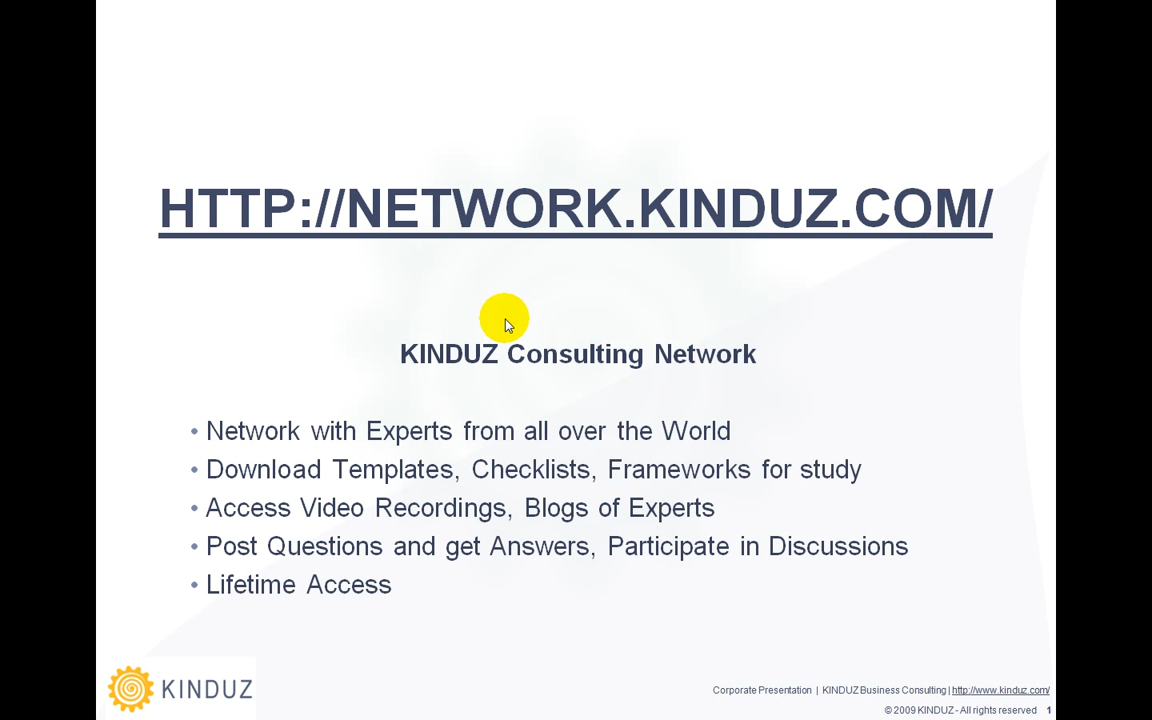 HTTP://NETWORK.KINDUZ.COM/
KINDUZ Consulting Network
• Network with Experts from all over the World
• Download Templates, Checklists, Frameworks for study
• Access Video Recordings, Blogs of Experts
• Post Questions and get Answers, Participate in Discussions
• Lifetime Access
KINDUZ
Corporate Presentation | KINDUZ Business Consulting | http://www.kinduz.com/
© 2009 KINDUZ - All rights reserved 1